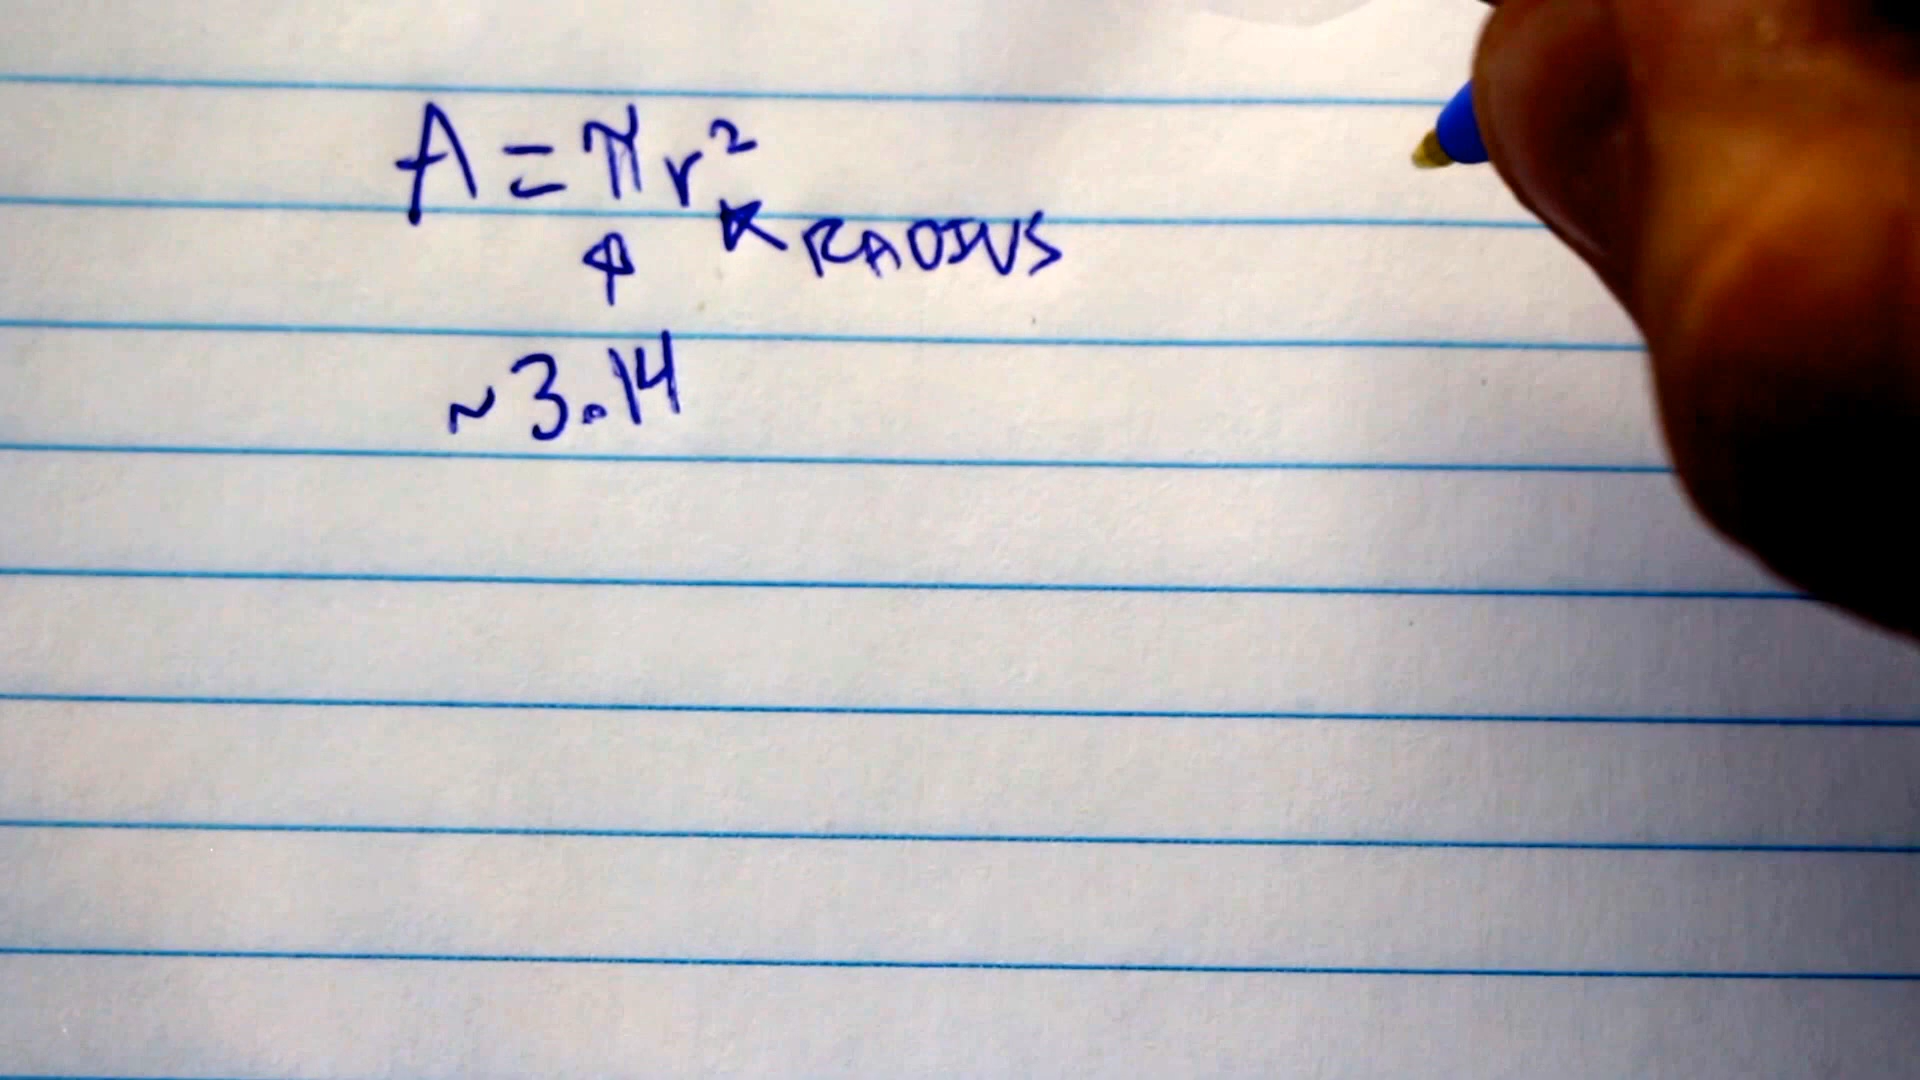 A = πr²
RADIUS
~3.14